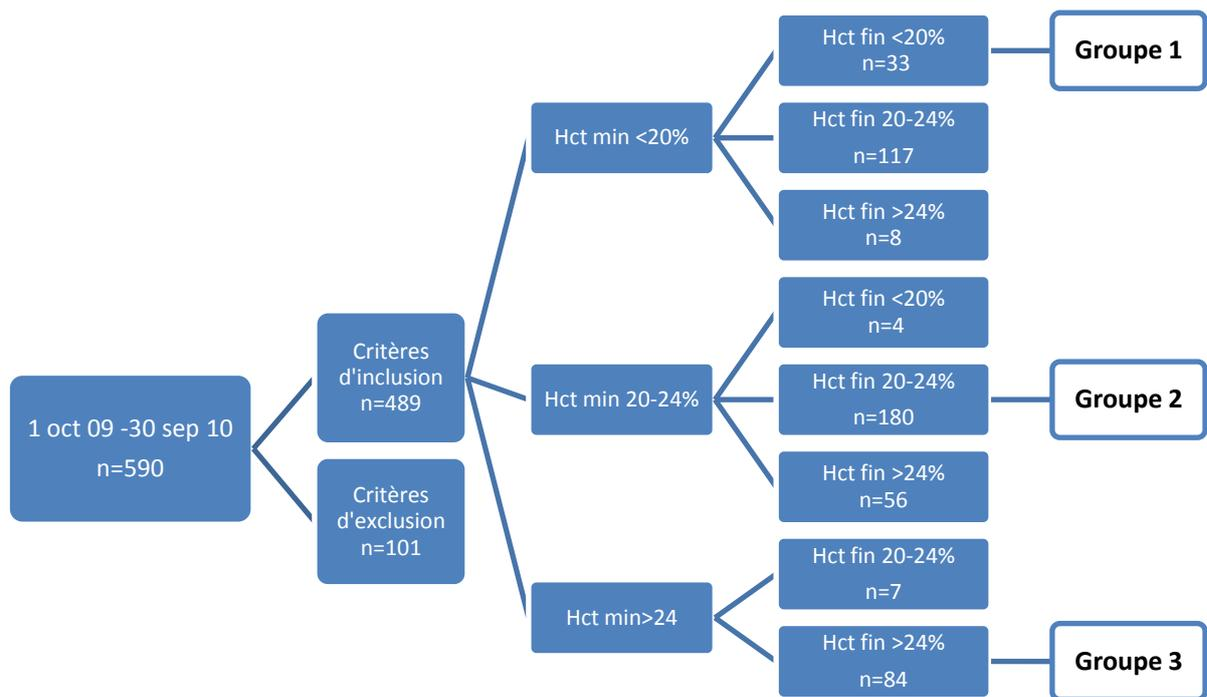 1 oct 09 -30 sep 10
n=590
Critères
d'inclusion
n=489
Critères
d'exclusion
n=101
Hct min <20%
Hct fin <20%
n=33
Groupe 1
Hct fin 20-24%
n=117
Hct fin >24%
n=8
Hct min 20-24%
Hct fin <20%
n=4
Hct fin 20-24%
n=180
Groupe 2
Hct fin >24%
n=56
Hct min>24
Hct fin 20-24%
n=7
Hct fin >24%
n=84
Groupe 3